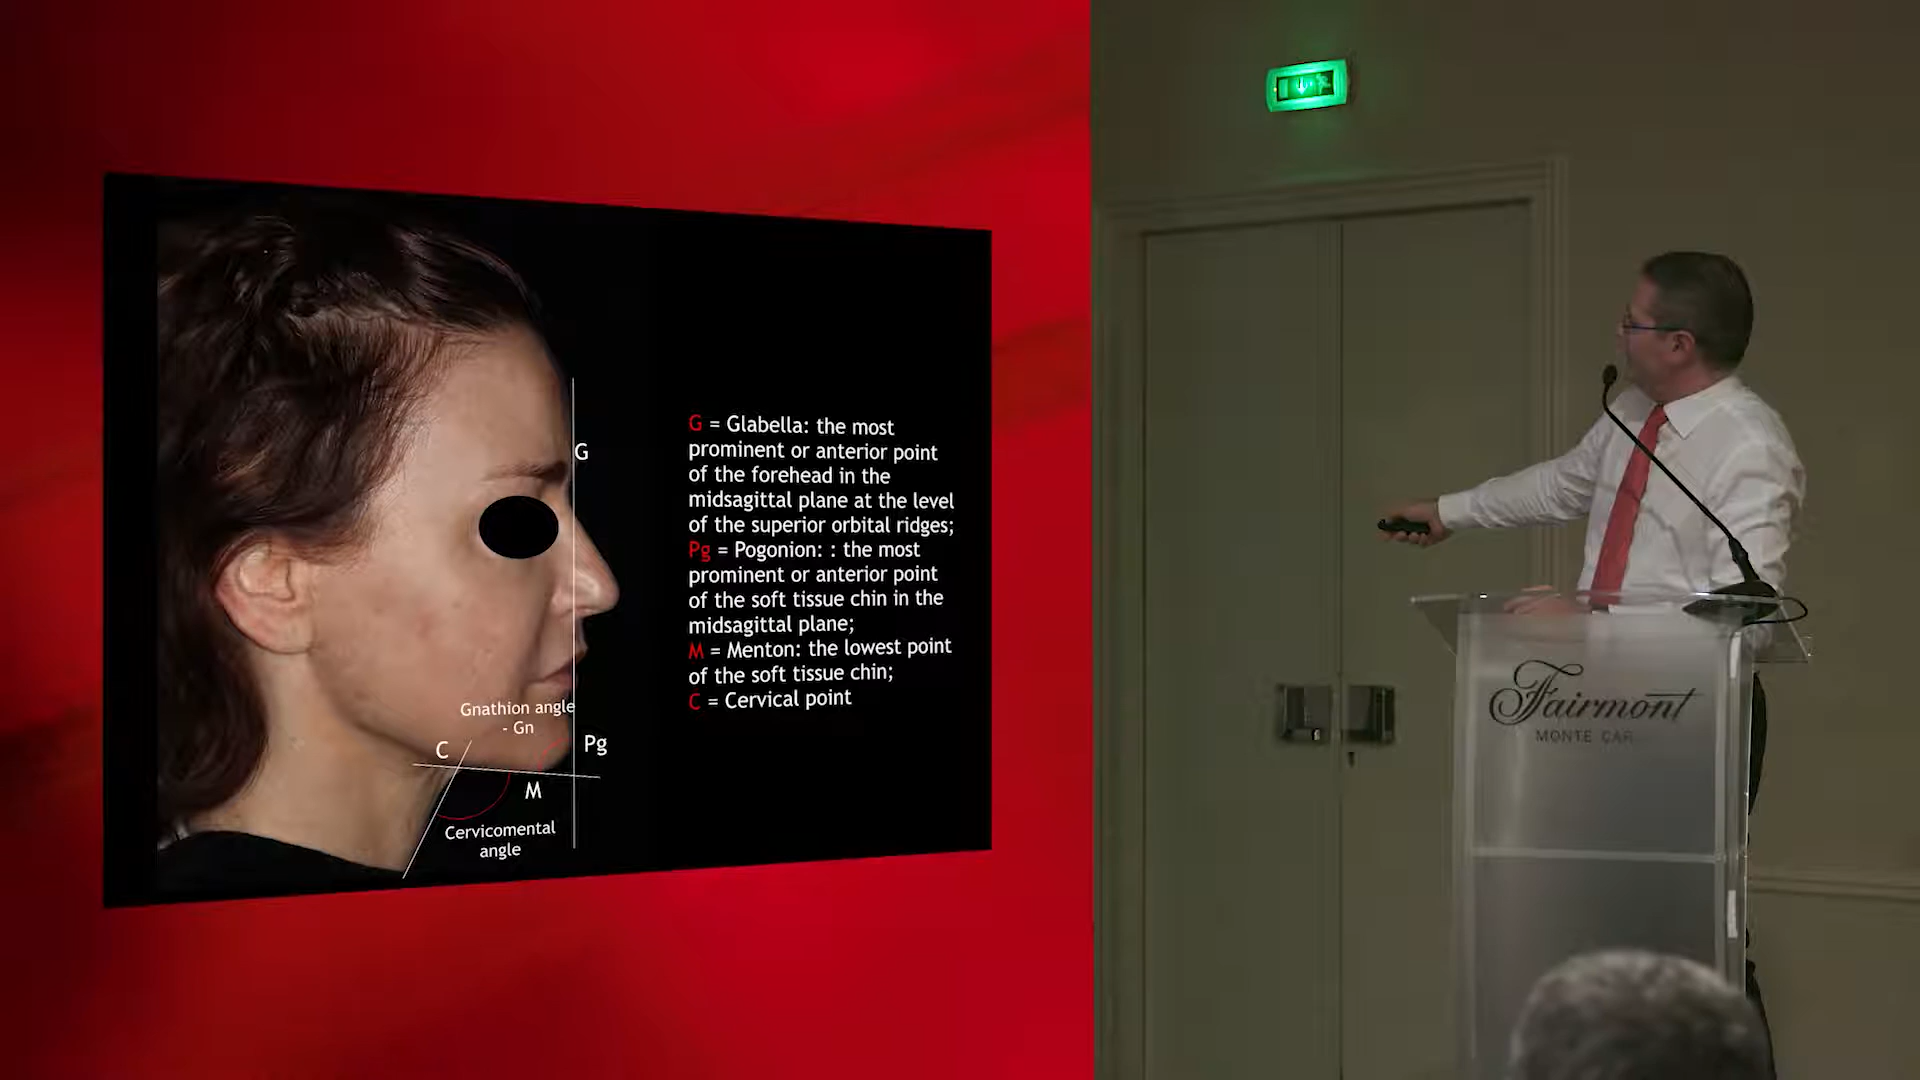 G
G = Glabella: the most
prominent or anterior point
of the forehead in the
midsagittal plane at the level
of the superior orbital ridges;
Pg = Pogonion: : the most
prominent or anterior point
of the soft tissue chin in the
midsagittal plane;
M = Menton: the lowest point
of the soft tissue chin;
C = Cervical point
Gnathion angle
- Gn
C
Pg
M
Cervicomental
angle
Fairmont
MONTE CAR